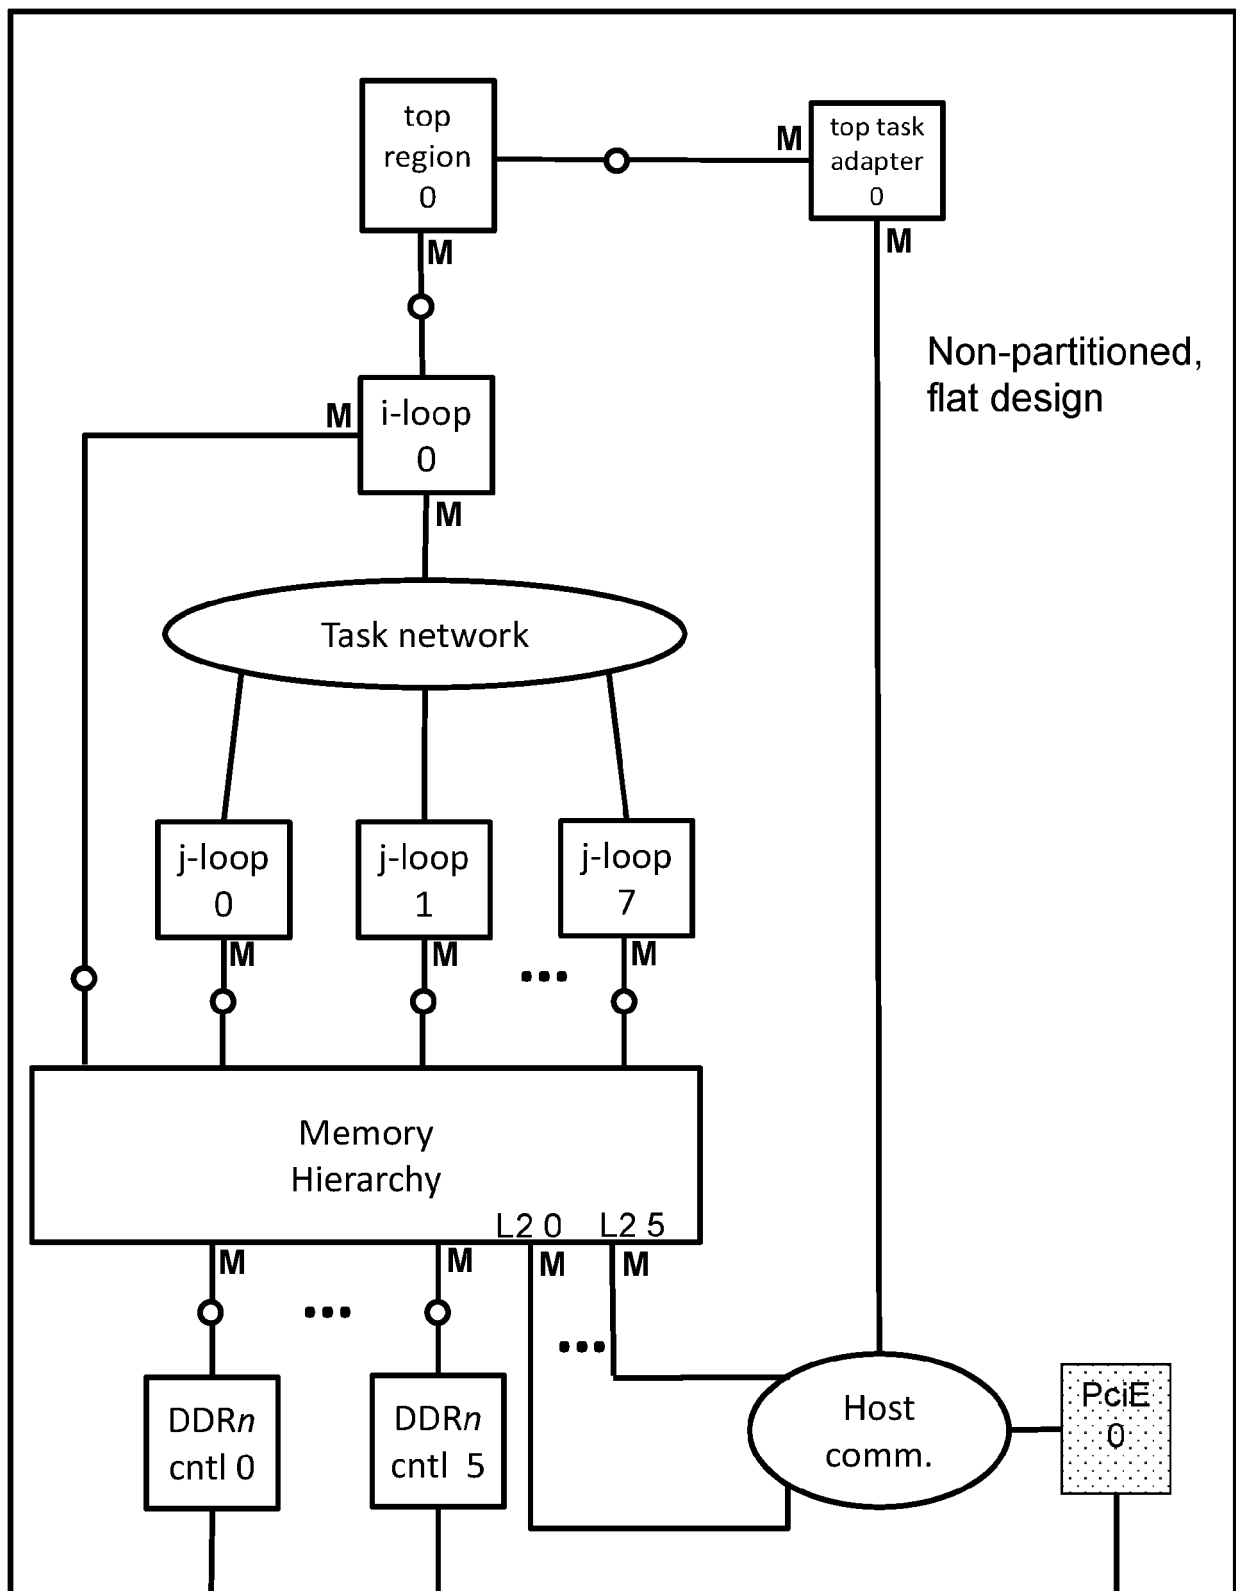 top
region
0
M
top task
adapter
0
M
M
Non-partitioned,
flat design
M
i-loop
0
M
Task network
j-loop
0
j-loop
1
j-loop
7
M
M
...
M
Memory
Hierarchy
L2 0
L2 5
M
M
M
M
...
...
DDRn
cntl 0
DDRn
cntl 5
Host
comm.
PciE
0